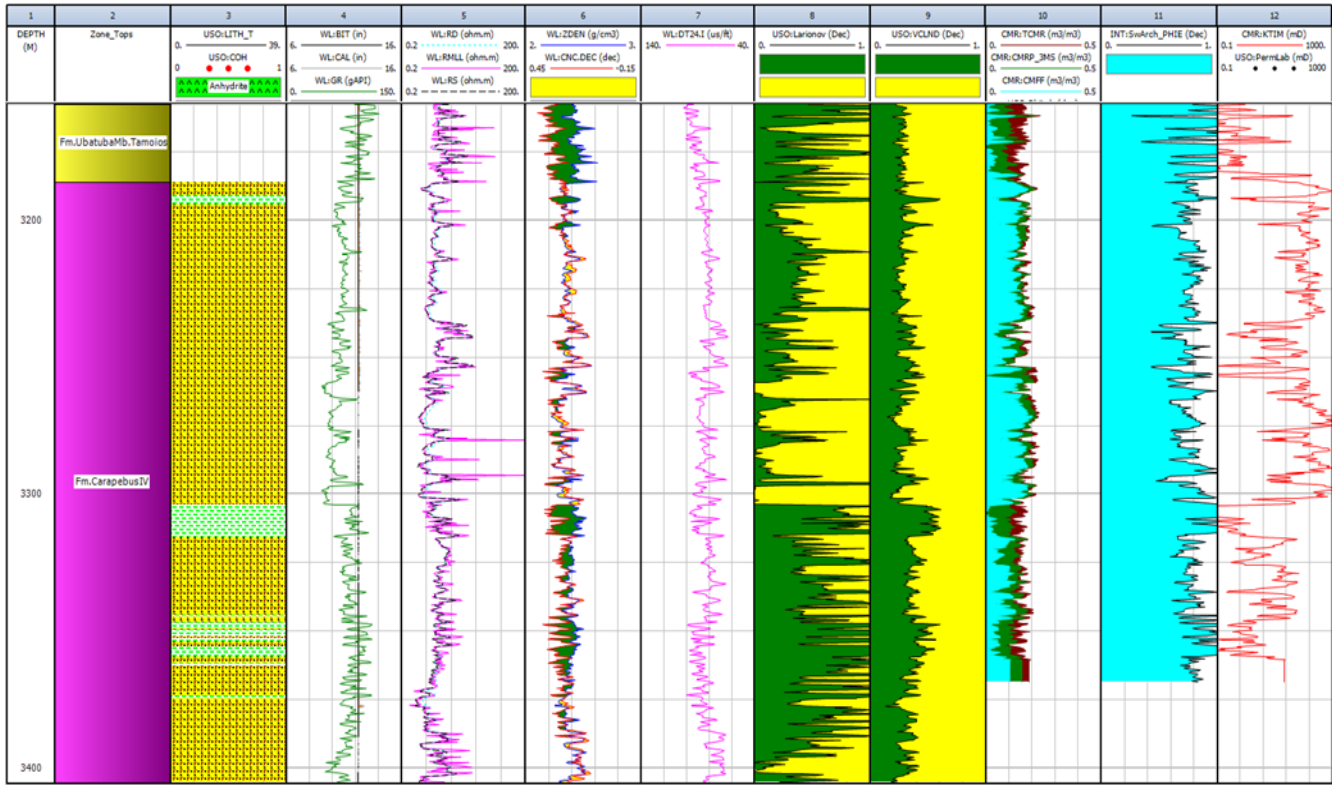 1 2 3 4 5 6 7 8 9 10 11 12
DEPTH (M)
Zone_Tops
USO:LITH_T
0. 39.
USO:COH
0 1
Anhydrite
WL:BIT (in)
6. 16.
WL:CAL (in)
6. 16.
WL:GR (gAPI)
0. 150.
WL:RD (ohm.m)
0.2 200.
WL:RMLL (ohm.m)
0.2 200.
WL:RS (ohm.m)
0.2 200.
WL:ZDEN (g/cm3)
2. 3.
WL:CNC.DEC (dec)
0.45 -0.15
WL:DT24.I (us/ft)
140. 40.
USO:Larionov (Dec)
0. 1.
USO:VCLND (Dec)
0. 1.
CMR:TCMR (m3/m3)
0. 0.5
CMR:CMRP_3MS (m3/m3)
0. 0.5
CMR:CMFF (m3/m3)
0. 0.5
INT:SwArch_PHIE (Dec)
0. 1.
CMR:KTIM (mD)
0.1 1000.
USO:PermLab (mD)
0.1 1000
Fm.UbatubaMb.Tamoios
3200
Fm.CarapebusIV
3300
3400